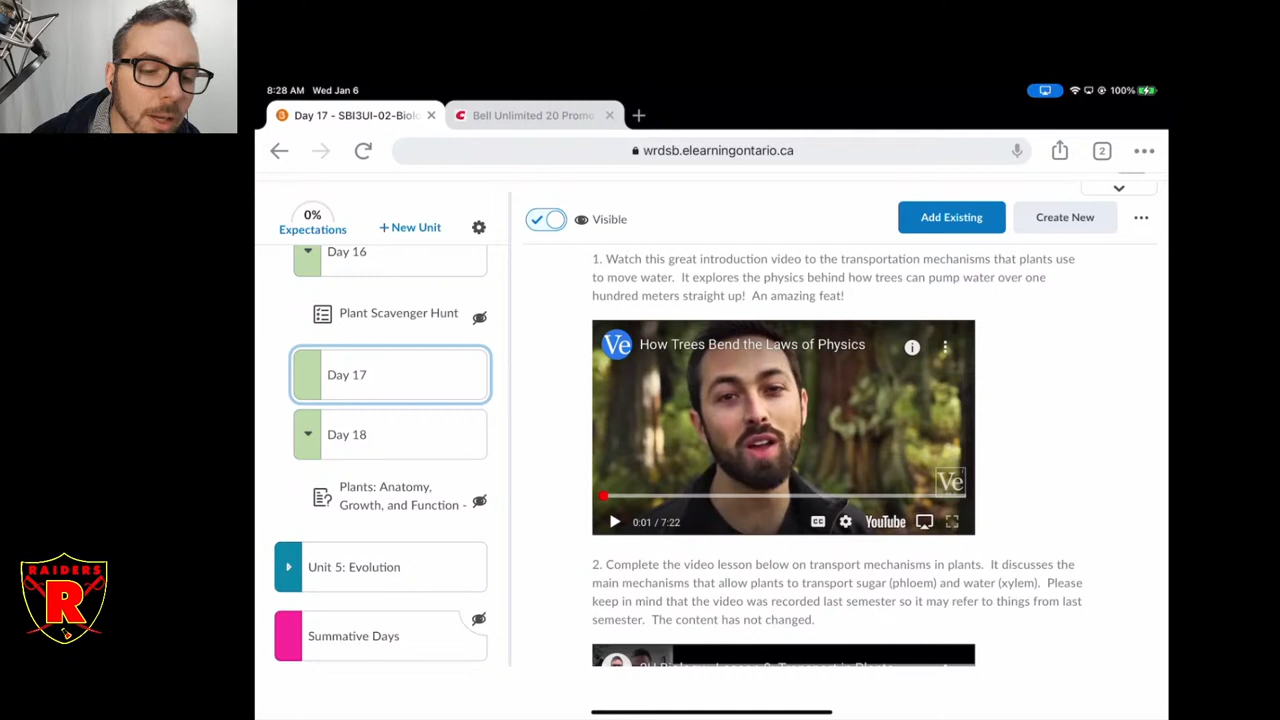 8:28 AM Wed Jan 6
100%
Day 17 - SBI3UI-02-Biolo
Bell Unlimited 20 Promo
wrdsb.elearningontario.ca
2
0%
Expectations
+ New Unit
Visible
Add Existing
Create New
Day 16
Plant Scavenger Hunt
Day 17
Day 18
Plants: Anatomy,
Growth, and Function -
Unit 5: Evolution
Summative Days
1. Watch this great introduction video to the transportation mechanisms that plants use
to move water. It explores the physics behind how trees can pump water over one
hundred meters straight up! An amazing feat!
Ve How Trees Bend the Laws of Physics
Ve
0:01 / 7:22
CC
YouTube
2. Complete the video lesson below on transport mechanisms in plants. It discusses the
main mechanisms that allow plants to transport sugar (phloem) and water (xylem). Please
keep in mind that the video was recorded last semester so it may refer to things from last
semester. The content has not changed.
RAIDERS
R